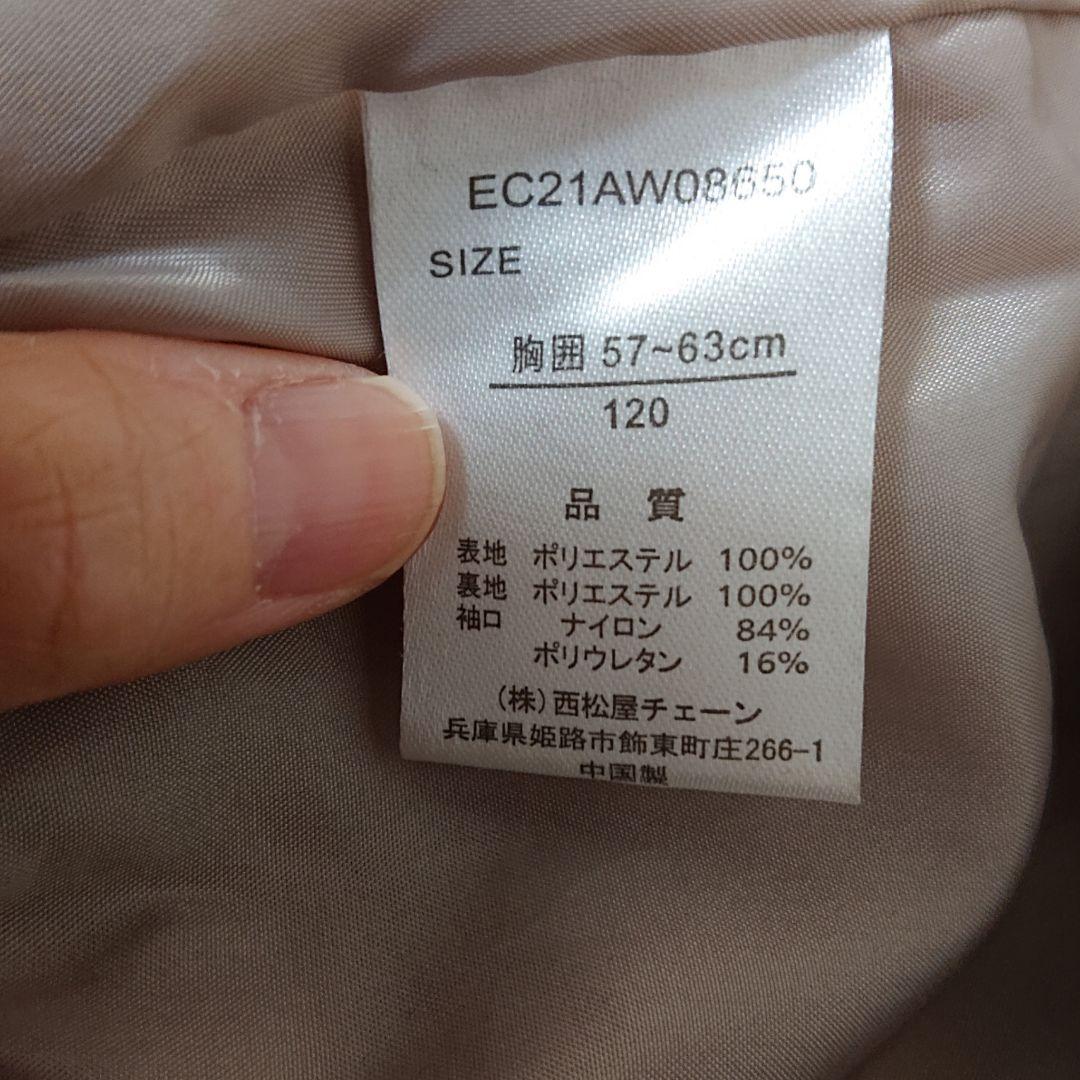 EC21AW08650
SIZE
胸囲 57~63cm
120
品 質
表地 ポリエステル 100%
裏地 ポリエステル 100%
袖口 ナイロン 84%
ポリウレタン 16%
(株)西松屋チェーン
兵庫県姫路市飾東町庄266-1
中国製